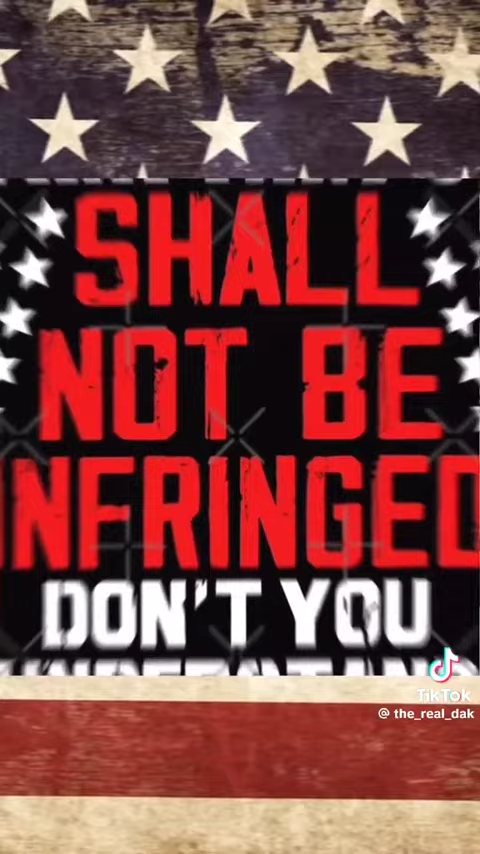 SHALL
NOT BE
INFRINGED
DON'T YOU
TikTok
@ the_real_dak